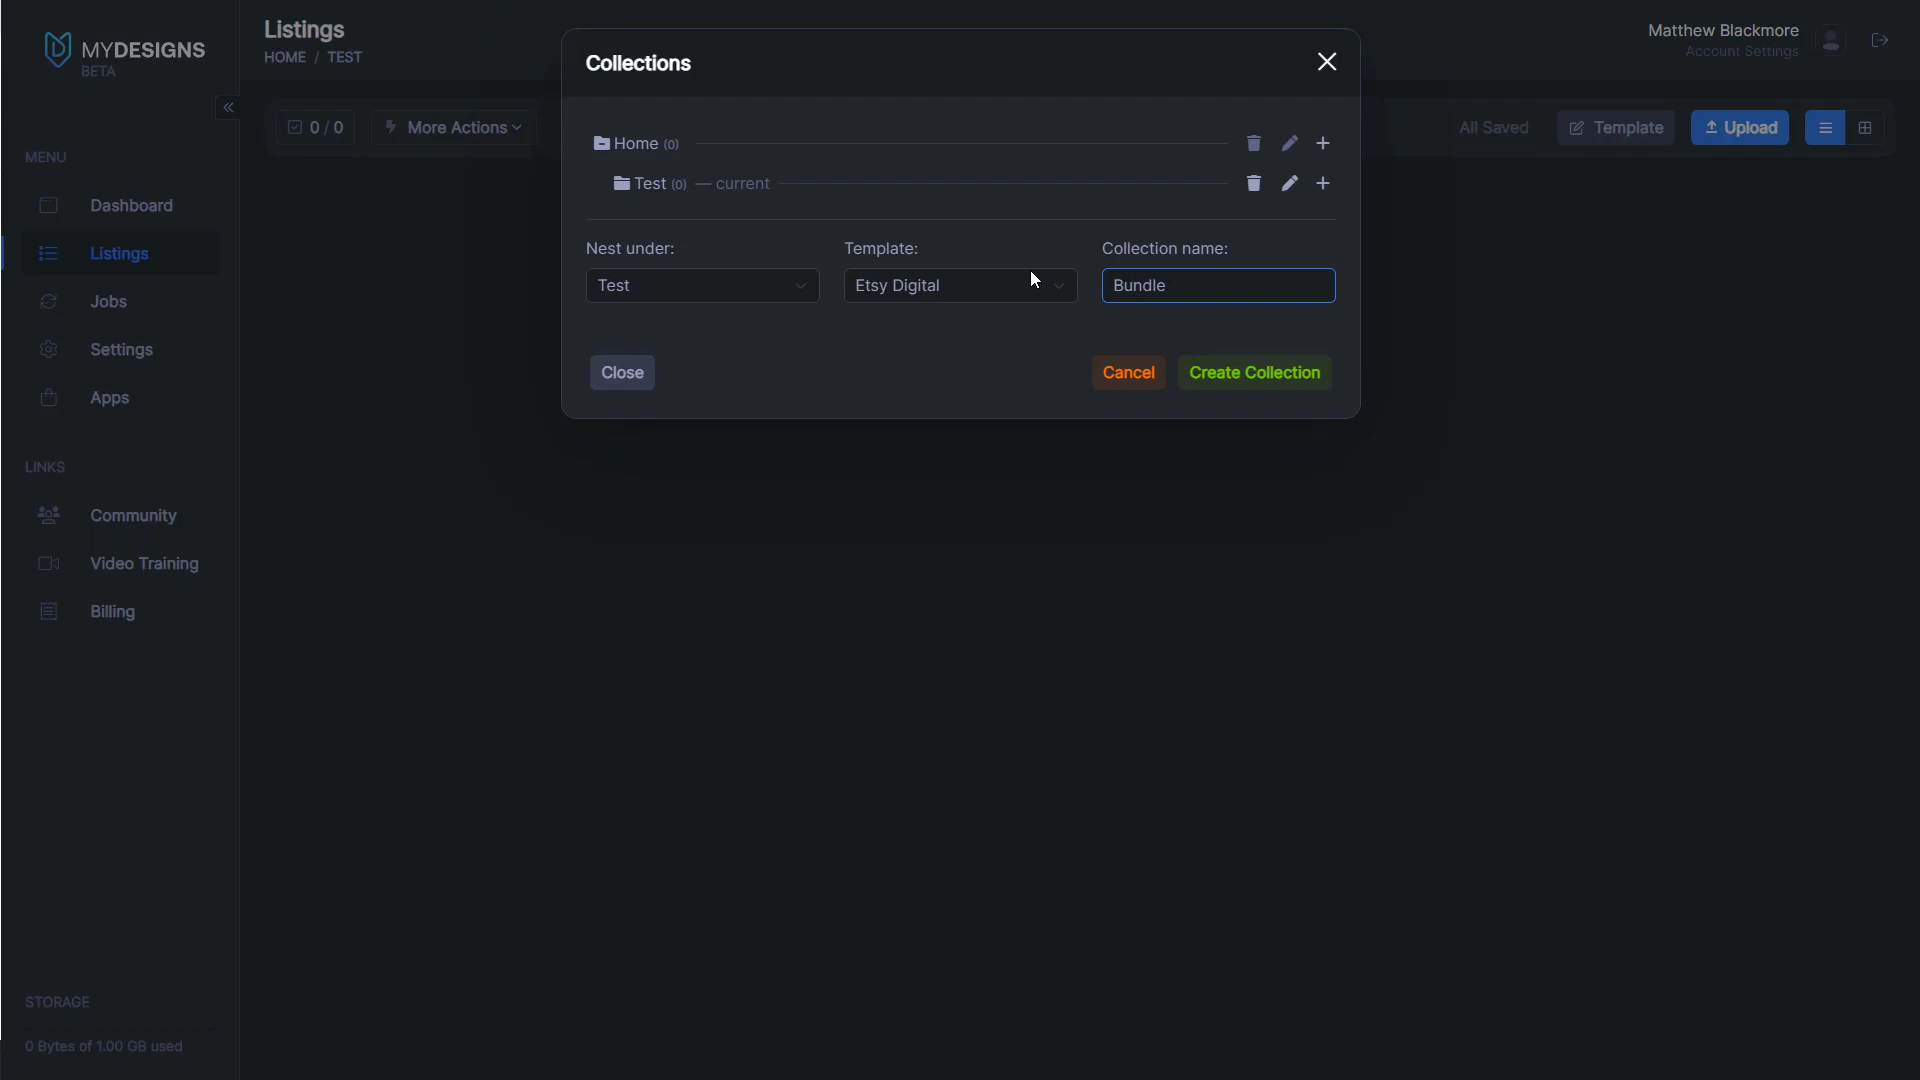 MYDESIGNS
BETA
Listings
HOME / TEST
Matthew Blackmore
Account Settings
0 / 0
More Actions
All Saved
Template
Upload
MENU
Dashboard
Listings
Jobs
Settings
Apps
LINKS
Community
Video Training
Billing
STORAGE
0 Bytes of 1.00 GB used
Collections
Home (0)
Test (0) — current
Nest under:
Template:
Collection name:
Test
Etsy Digital
Bundle
Close
Cancel
Create Collection